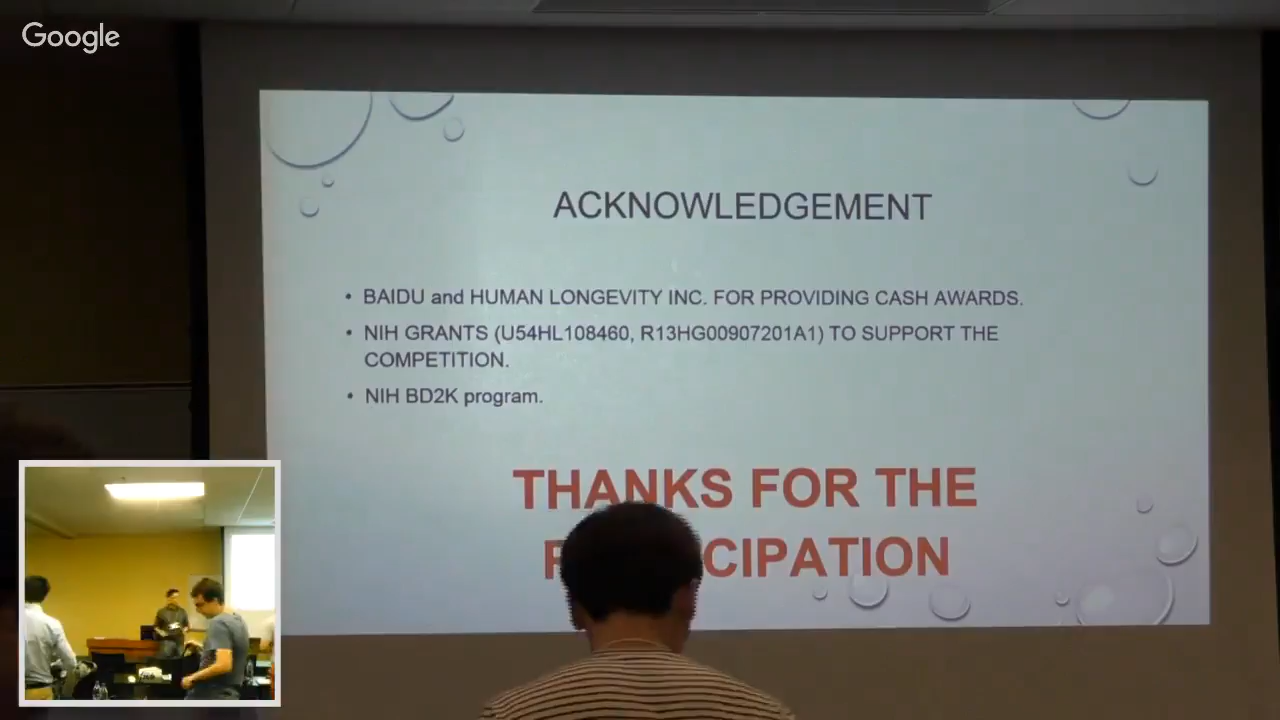 Google
ACKNOWLEDGEMENT
• BAIDU and HUMAN LONGEVITY INC. FOR PROVIDING CASH AWARDS.
• NIH GRANTS (U54HL108460, R13HG00907201A1) TO SUPPORT THE
COMPETITION.
• NIH BD2K program.
THANKS FOR THE
CIPATION